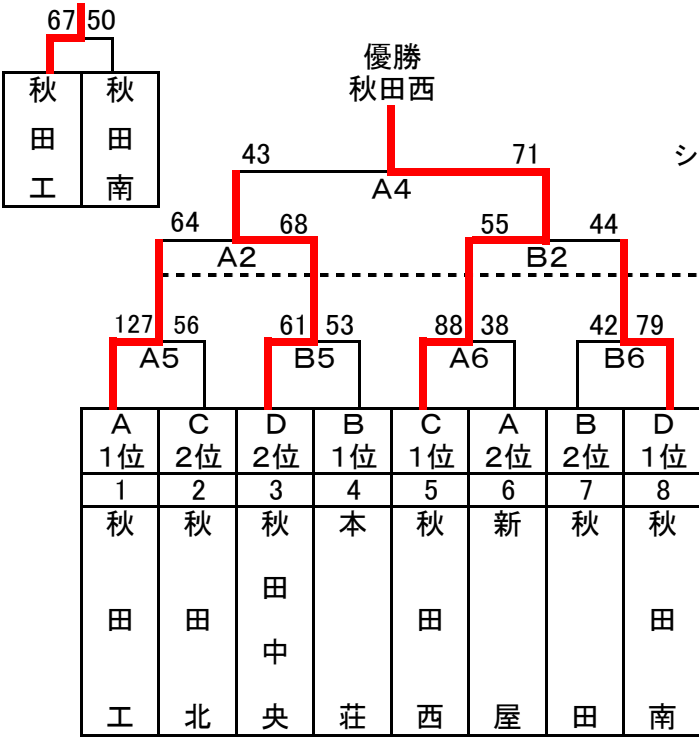 67 50
秋田工 秋田南
優勝
秋田西
シ
43 71
A4
64 68 55 44
A2 B2
127 56 61 53 88 38 42 79
A5 B5 A6 B6
A C D B C A B D
1位 2位 2位 1位 1位 2位 2位 1位
1 2 3 4 5 6 7 8
秋田工 秋田北 秋田中央 本荘 秋田西 新屋 秋田 秋田南